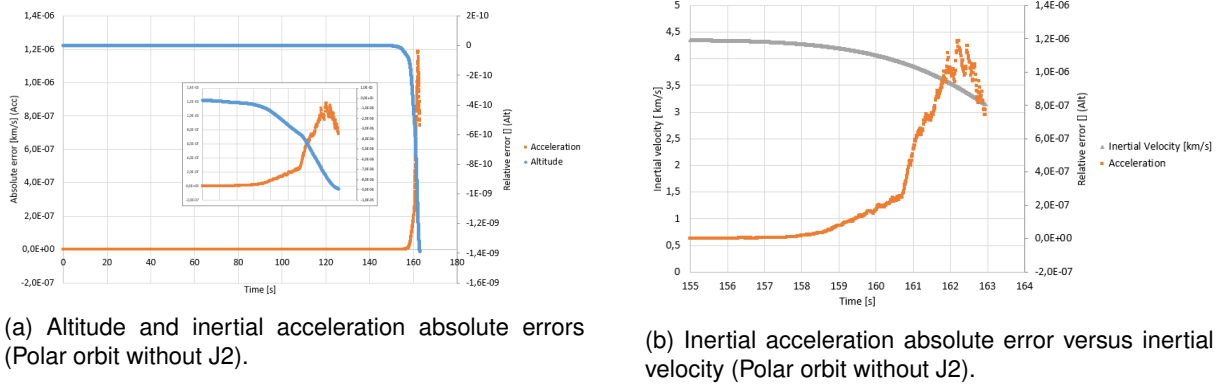 1,4E-06
1,2E-06
1,0E-06
8,0E-07
6,0E-07
4,0E-07
2,0E-07
0,0E+00
-2,0E-07
Absolute error [km/s] (Acc)
0 20 40 60 80 100 120 140 160 180
Time [s]
2E-10
0
-2E-10
-4E-10
-6E-10
-8E-10
-1E-09
-1,2E-09
-1,4E-09
-1,6E-09
Relative error [] (Alt)
Acceleration
Altitude
(a) Altitude and inertial acceleration absolute errors
(Polar orbit without J2).
5
4,5
4
3,5
3
2,5
2
1,5
1
0,5
0
Inertial velocity [ km/s]
155 156 157 158 159 160 161 162 163 164
Time [s]
1,4E-06
1,2E-06
1,0E-06
8,0E-07
6,0E-07
4,0E-07
2,0E-07
0,0E+00
-2,0E-07
Relative error [] (Alt)
Inertial Velocity [km/s]
Acceleration
(b) Inertial acceleration absolute error versus inertial
velocity (Polar orbit without J2).